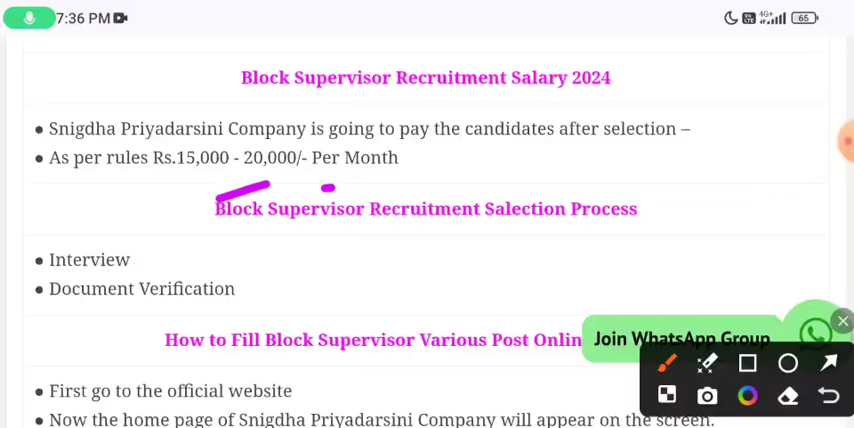 7:36 PM
4G+
65
Block Supervisor Recruitment Salary 2024
● Snigdha Priyadarsini Company is going to pay the candidates after selection –
● As per rules Rs.15,000 - 20,000/- Per Month
Block Supervisor Recruitment Salection Process
● Interview
● Document Verification
How to Fill Block Supervisor Various Post Onlin
Join WhatsApp Group
● First go to the official website
● Now the home page of Snigdha Priyadarsini Company will appear on the screen.